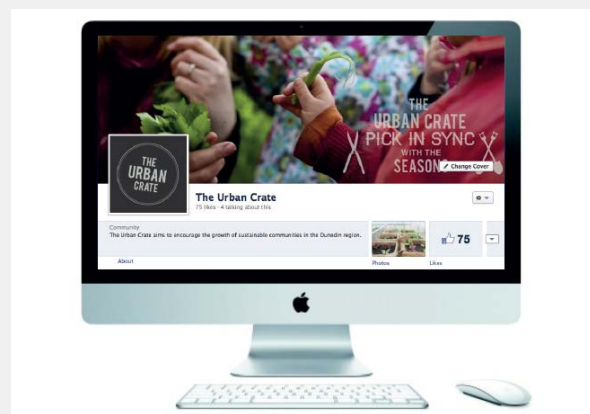 THE
URBAN CRATE
PICK IN SYNC
WITH THE
SEASON
Change Cover
THE
URBAN
CRATE
The Urban Crate
75 likes · 4 talking about this
Community
The Urban Crate aims to encourage the growth of sustainable communities in the Dunedin region.
75
About
Photos
Likes